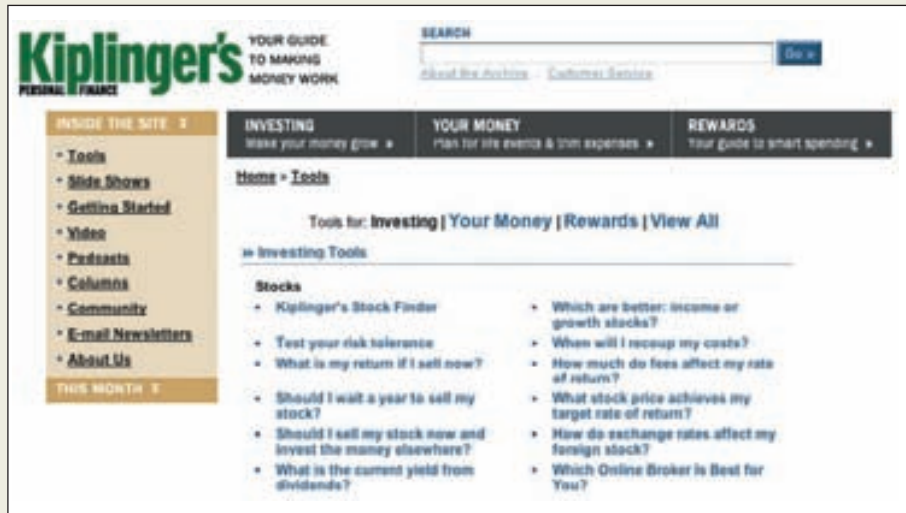 Kiplinger's
PERSONAL FINANCE
YOUR GUIDE
TO MAKING
MONEY WORK
SEARCH
Go »
About the Archive Customer Service
INSIDE THE SITE
• Tools
• Slide Shows
• Getting Started
• Video
• Podcasts
• Columns
• Community
• E-mail Newsletters
• About Us
THIS MONTH
INVESTING
Make your money grow »
YOUR MONEY
Plan for life events & trim expenses »
REWARDS
Your guide to smart spending »
Home » Tools
Tools for: Investing | Your Money | Rewards | View All
» Investing Tools
Stocks
• Kiplinger's Stock Finder
• Test your risk tolerance
• What is my return if I sell now?
• Should I wait a year to sell my
stock?
• Should I sell my stock now and
invest the money elsewhere?
• What is the current yield from
dividends?
• Which are better: income or
growth stocks?
• When will I recoup my costs?
• How much do fees affect my rate
of return?
• What stock price achieves my
target rate of return?
• How do exchange rates affect my
foreign stock?
• Which Online Broker Is Best for
You?